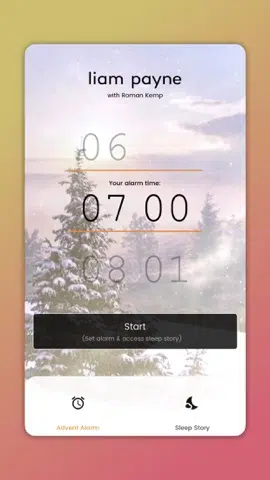 liam payne
with Roman Kemp
06
Your alarm time:
07 00
08 01
Start
(Set alarm & access sleep story)
Advent Alarm
Sleep Story